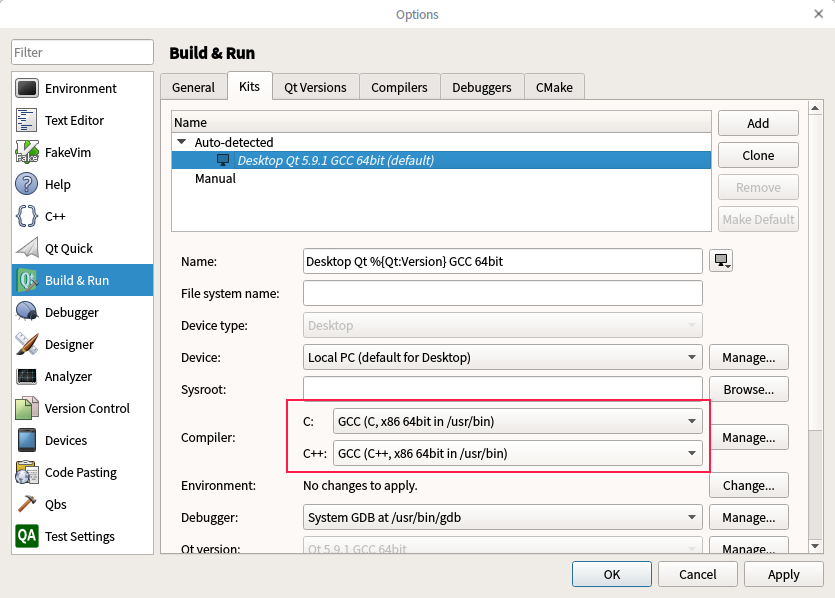 Options
Filter
Environment
Text Editor
FakeVim
Help
C++
Qt Quick
Build & Run
Debugger
Designer
Analyzer
Version Control
Devices
Code Pasting
Qbs
Test Settings
Build & Run
General Kits Qt Versions Compilers Debuggers CMake
Name
Auto-detected
Desktop Qt 5.9.1 GCC 64bit (default)
Manual
Add
Clone
Remove
Make Default
Name: Desktop Qt %{Qt:Version} GCC 64bit
File system name:
Device type: Desktop
Device: Local PC (default for Desktop) Manage...
Sysroot: Browse...
Compiler: C: GCC (C, x86 64bit in /usr/bin)
C++: GCC (C++, x86 64bit in /usr/bin) Manage...
Environment: No changes to apply. Change...
Debugger: System GDB at /usr/bin/gdb Manage...
Qt version: Qt 5.9.1 GCC 64bit Manage...
OK Cancel Apply